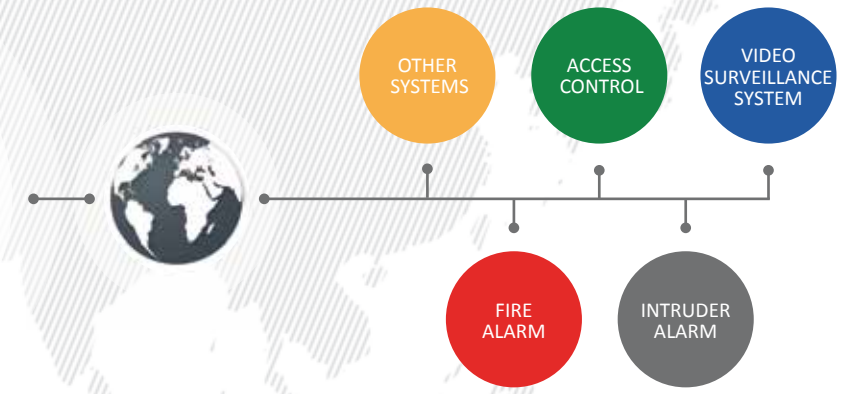 OTHER
SYSTEMS
ACCESS
CONTROL
VIDEO
SURVEILLANCE
SYSTEM
FIRE
ALARM
INTRUDER
ALARM